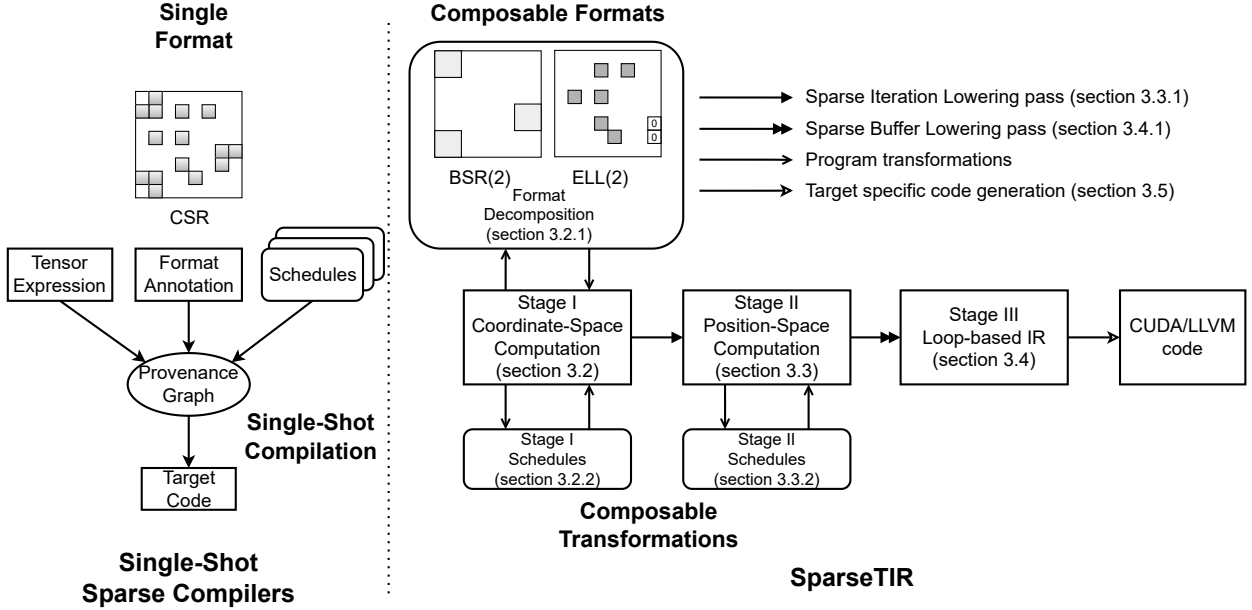 Single
Format
CSR
Tensor
Expression
Format
Annotation
Schedules
Provenance
Graph
Single-Shot
Compilation
Target
Code
Single-Shot
Sparse Compilers
Composable Formats
0
0
BSR(2)
ELL(2)
Format
Decomposition
(section 3.2.1)
Sparse Iteration Lowering pass (section 3.3.1)
Sparse Buffer Lowering pass (section 3.4.1)
Program transformations
Target specific code generation (section 3.5)
Stage I
Coordinate-Space
Computation
(section 3.2)
Stage II
Position-Space
Computation
(section 3.3)
Stage III
Loop-based IR
(section 3.4)
CUDA/LLVM
code
Stage I
Schedules
(section 3.2.2)
Stage II
Schedules
(section 3.3.2)
Composable
Transformations
SparseTIR